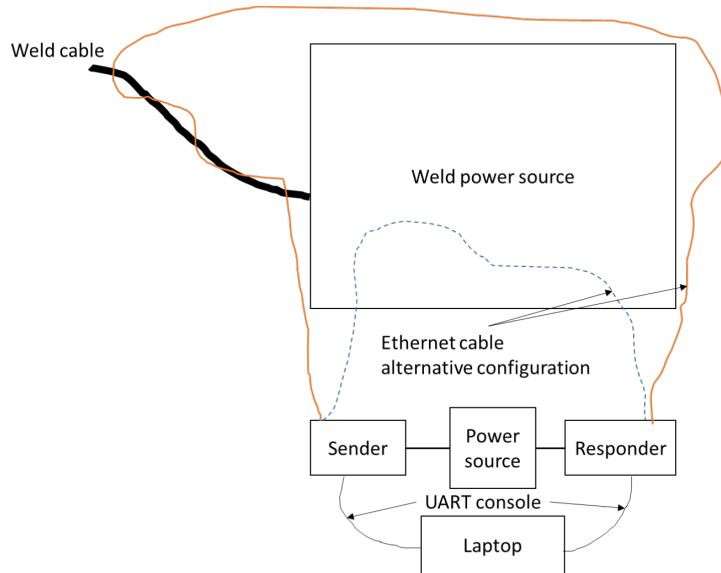 Weld cable
Weld power source
Ethernet cable
alternative configuration
Sender
Power
source
Responder
UART console
Laptop